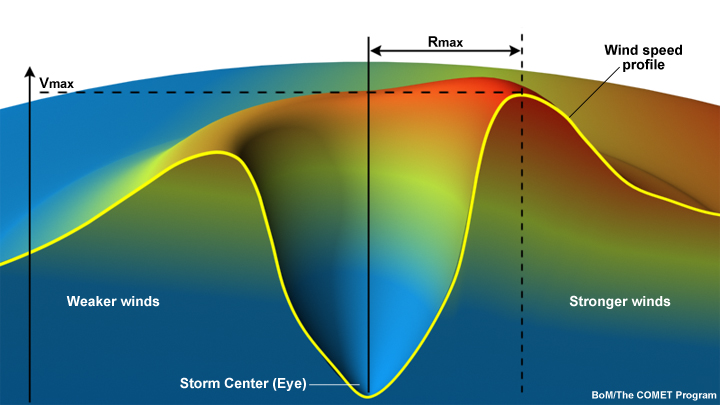 Rmax
Wind speed
profile
Vmax
Weaker winds
Stronger winds
Storm Center (Eye)
BoM/The COMET Program